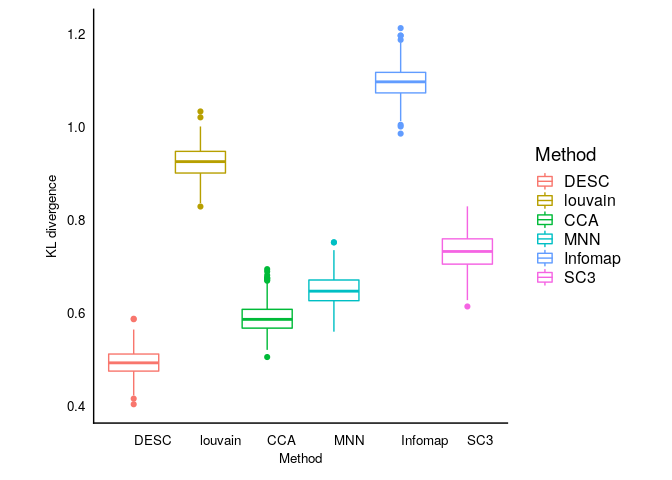 1.2
1.0
0.8
0.6
0.4
KL divergence
DESC louvain CCA MNN Infomap SC3
Method
Method
DESC
louvain
CCA
MNN
Infomap
SC3